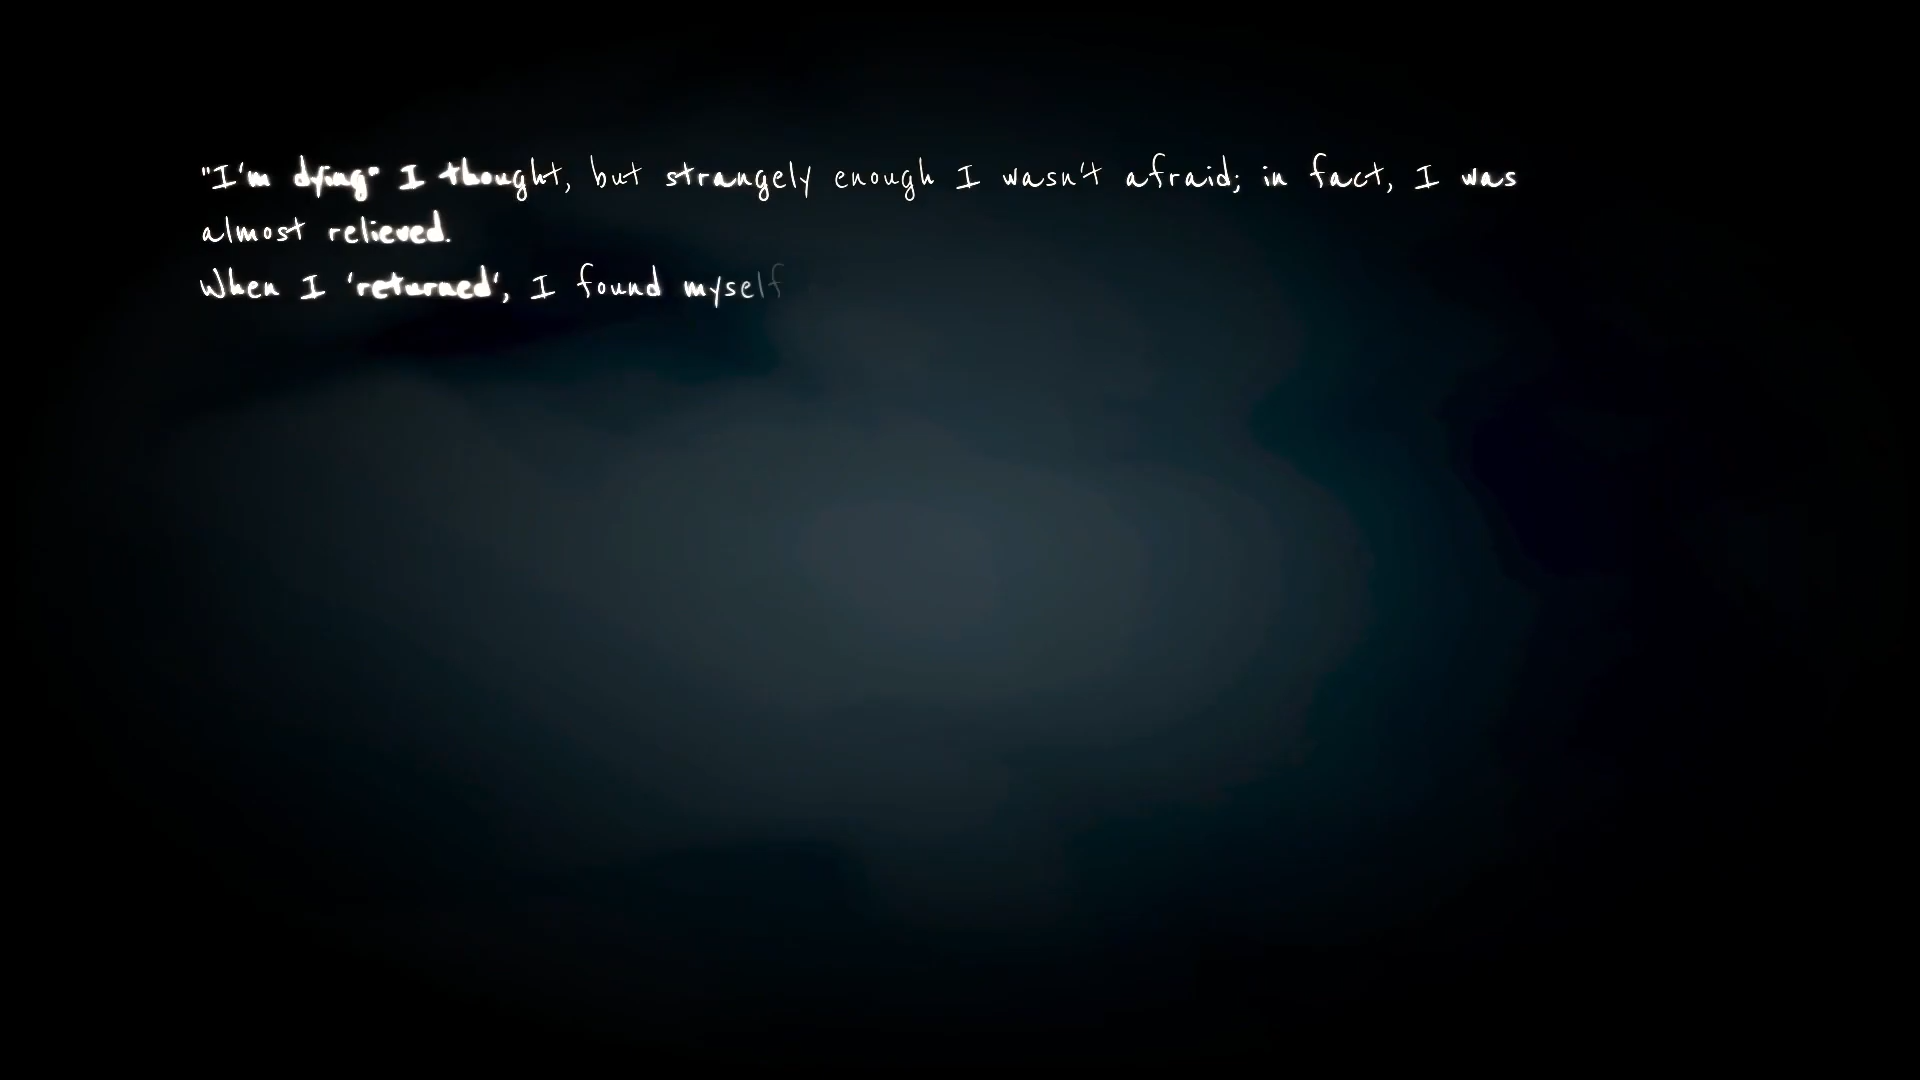 "I'm dying" I thought, but strangely enough I wasn't afraid; in fact, I was
almost relieved.
When I 'returned', I found myself